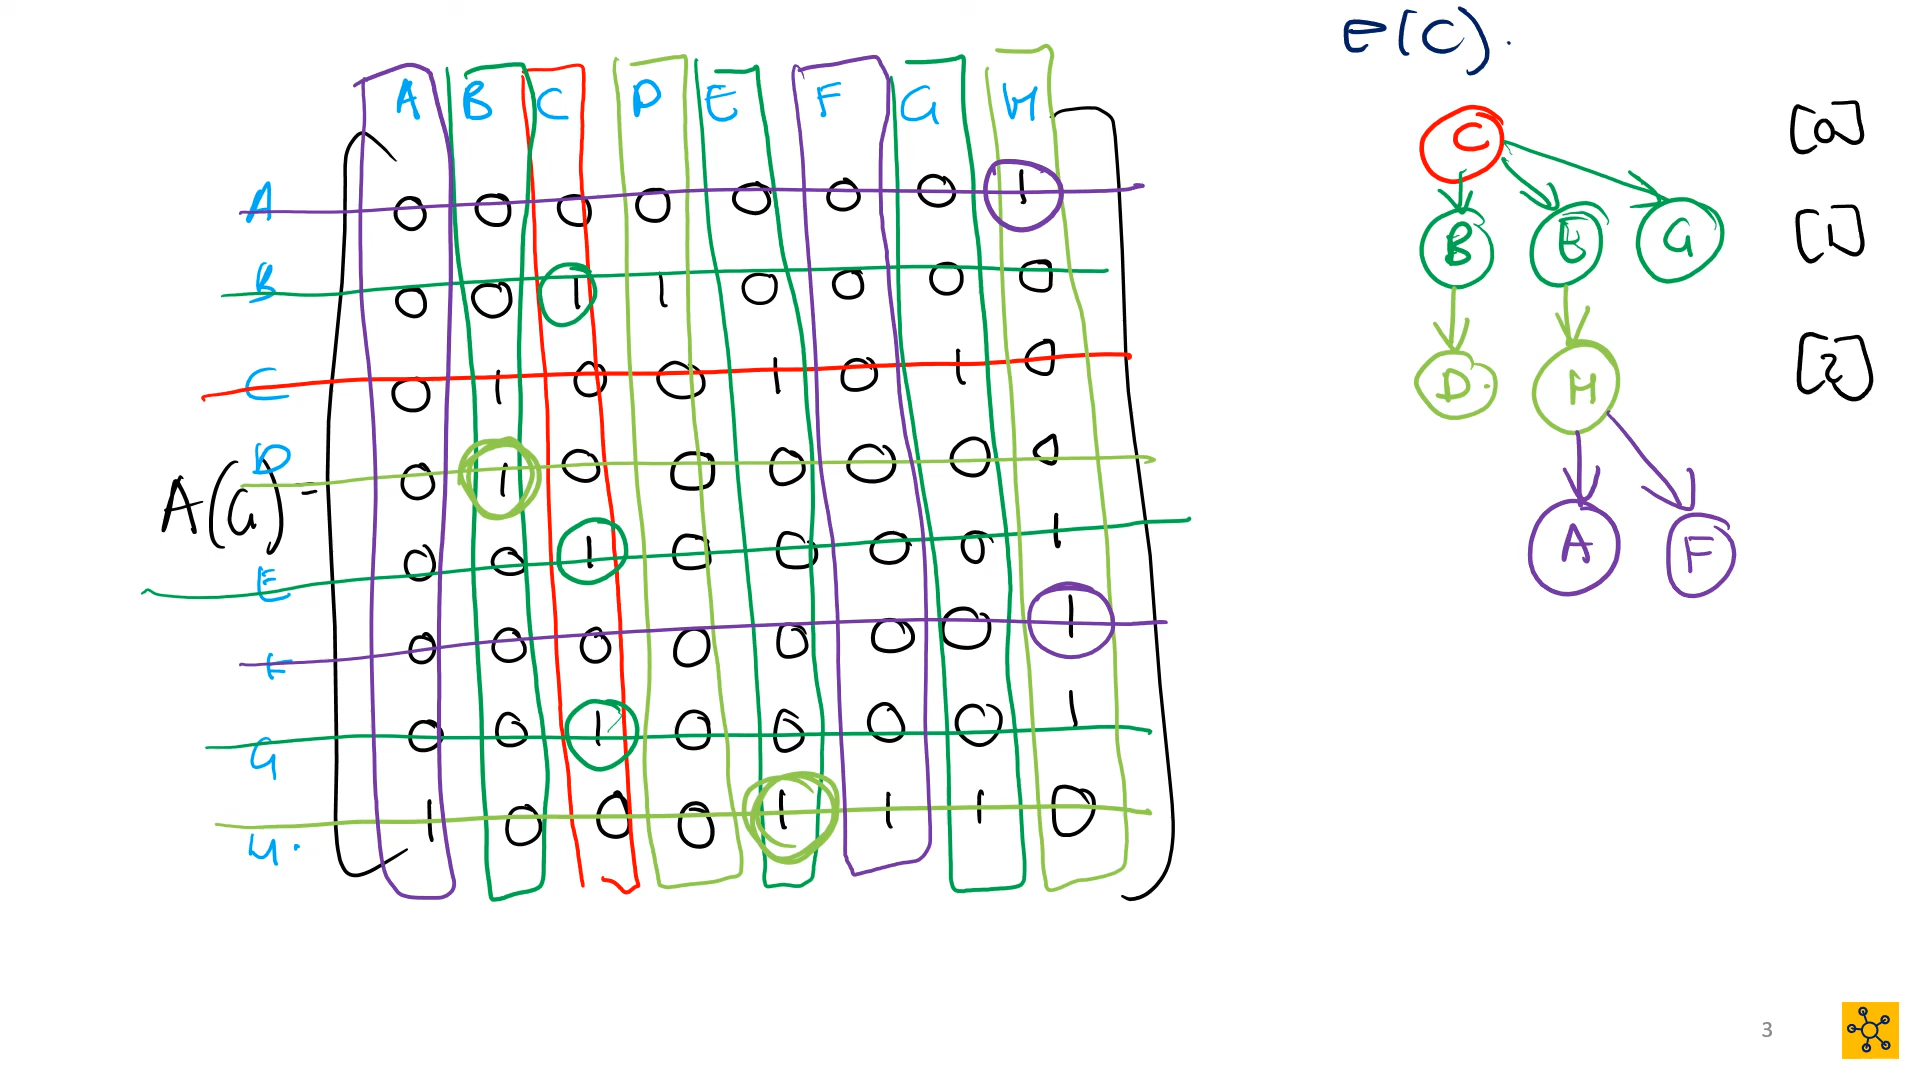 e(C).
A B C D E F G H
A 0 0 0 0 0 0 0 1
B 0 0 1 1 0 0 0 0
C 0 1 0 0 1 0 1 0
D 0 1 0 0 0 0 0 0
A(G) =
E 0 0 1 0 0 0 0 1
F 0 0 0 0 0 0 0 1
G 0 0 1 0 0 0 0 1
H. 1 0 0 0 1 1 1 0
C [0]
B E G [1]
D H [2]
A F
3